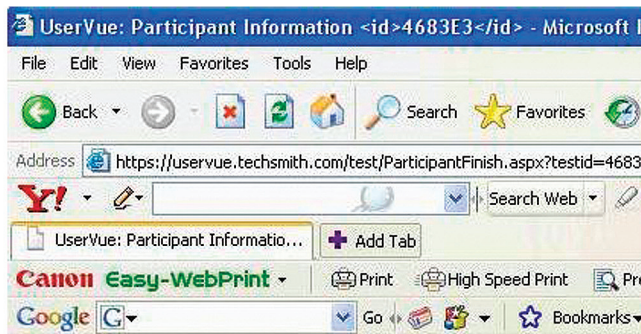 UserVue: Participant Information <id>4683E3</id> - Microsoft
File Edit View Favorites Tools Help
Back Search Favorites
Address https://uservue.techsmith.com/test/ParticipantFinish.aspx?testid=4683
Y! Search Web
UserVue: Participant Informatio... Add Tab
Canon Easy-WebPrint Print High Speed Print Pr
Google G Go Bookmarks